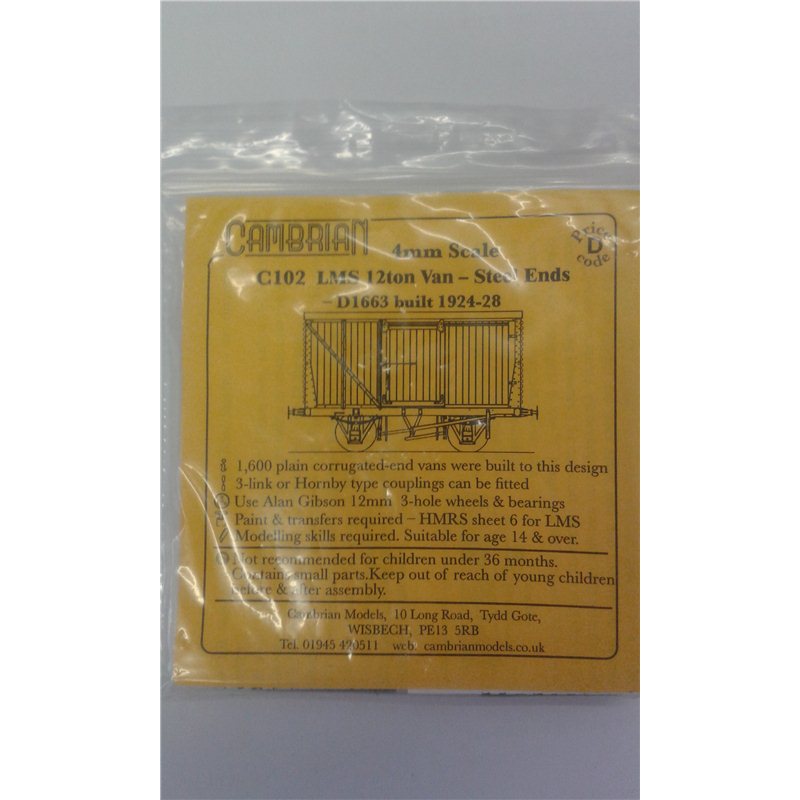 CAMBRIAN 4mm Scale
Price D code
C102 LMS 12ton Van – Steel Ends
– D1663 built 1924-28
1,600 plain corrugated-end vans were built to this design
3-link or Hornby type couplings can be fitted
Use Alan Gibson 12mm 3-hole wheels & bearings
Paint & transfers required – HMRS sheet 6 for LMS
Modelling skills required. Suitable for age 14 & over.
Not recommended for children under 36 months.
Contains small parts.Keep out of reach of young children
before & after assembly.
Cambrian Models, 10 Long Road, Tydd Gote,
WISBECH, PE13 5RB
Tel. 01945 420511 web. cambrianmodels.co.uk